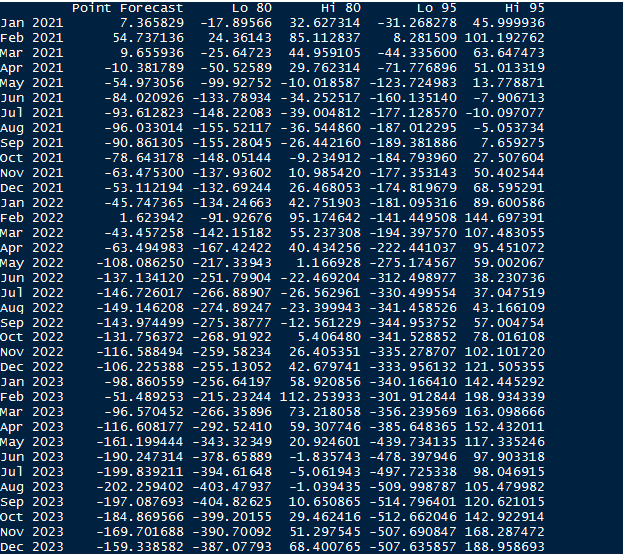 Point Forecast Lo 80 Hi 80 Lo 95 Hi 95
Jan 2021 7.365829 -17.89566 32.627314 -31.268278 45.999936
Feb 2021 54.737136 24.36143 85.112837 8.281509 101.192762
Mar 2021 9.655936 -25.64723 44.959105 -44.335600 63.647473
Apr 2021 -10.381789 -50.52589 29.762314 -71.776896 51.013319
May 2021 -54.973056 -99.92752 -10.018587 -123.724983 13.778871
Jun 2021 -84.020926 -133.78934 -34.252517 -160.135140 -7.906713
Jul 2021 -93.612823 -148.22083 -39.004812 -177.128570 -10.097077
Aug 2021 -96.033014 -155.52117 -36.544860 -187.012295 -5.053734
Sep 2021 -90.861305 -155.28045 -26.442160 -189.381886 7.659275
Oct 2021 -78.643178 -148.05144 -9.234912 -184.793960 27.507604
Nov 2021 -63.475300 -137.93602 10.985420 -177.353143 50.402544
Dec 2021 -53.112194 -132.69244 26.468053 -174.819679 68.595291
Jan 2022 -45.747365 -134.24663 42.751903 -181.095316 89.600586
Feb 2022 1.623942 -91.92676 95.174642 -141.449508 144.697391
Mar 2022 -43.457258 -142.15182 55.237308 -194.397570 107.483055
Apr 2022 -63.494983 -167.42422 40.434256 -222.441037 95.451072
May 2022 -108.086250 -217.33943 1.166928 -275.174567 59.002067
Jun 2022 -137.134120 -251.79904 -22.469204 -312.498977 38.230736
Jul 2022 -146.726017 -266.88907 -26.562961 -330.499554 37.047519
Aug 2022 -149.146208 -274.89247 -23.399943 -341.458526 43.166109
Sep 2022 -143.974499 -275.38777 -12.561229 -344.953752 57.004754
Oct 2022 -131.756372 -268.91922 5.406480 -341.528852 78.016108
Nov 2022 -116.588494 -259.58234 26.405351 -335.278707 102.101720
Dec 2022 -106.225388 -255.13052 42.679741 -333.956132 121.505355
Jan 2023 -98.860559 -256.64197 58.920856 -340.166410 142.445292
Feb 2023 -51.489253 -215.23244 112.253933 -301.912844 198.934339
Mar 2023 -96.570452 -266.35896 73.218058 -356.239569 163.098666
Apr 2023 -116.608177 -292.52410 59.307746 -385.648365 152.432011
May 2023 -161.199444 -343.32349 20.924601 -439.734135 117.335246
Jun 2023 -190.247314 -378.65889 -1.835743 -478.397946 97.903318
Jul 2023 -199.839211 -394.61648 -5.061943 -497.725338 98.046915
Aug 2023 -202.259402 -403.47937 -1.039435 -509.998787 105.479982
Sep 2023 -197.087693 -404.82625 10.650865 -514.796401 120.621015
Oct 2023 -184.869566 -399.20155 29.462416 -512.662046 142.922914
Nov 2023 -169.701688 -390.70092 51.297545 -507.690847 168.287472
Dec 2023 -159.338582 -387.07793 68.400765 -507.635857 188.958693